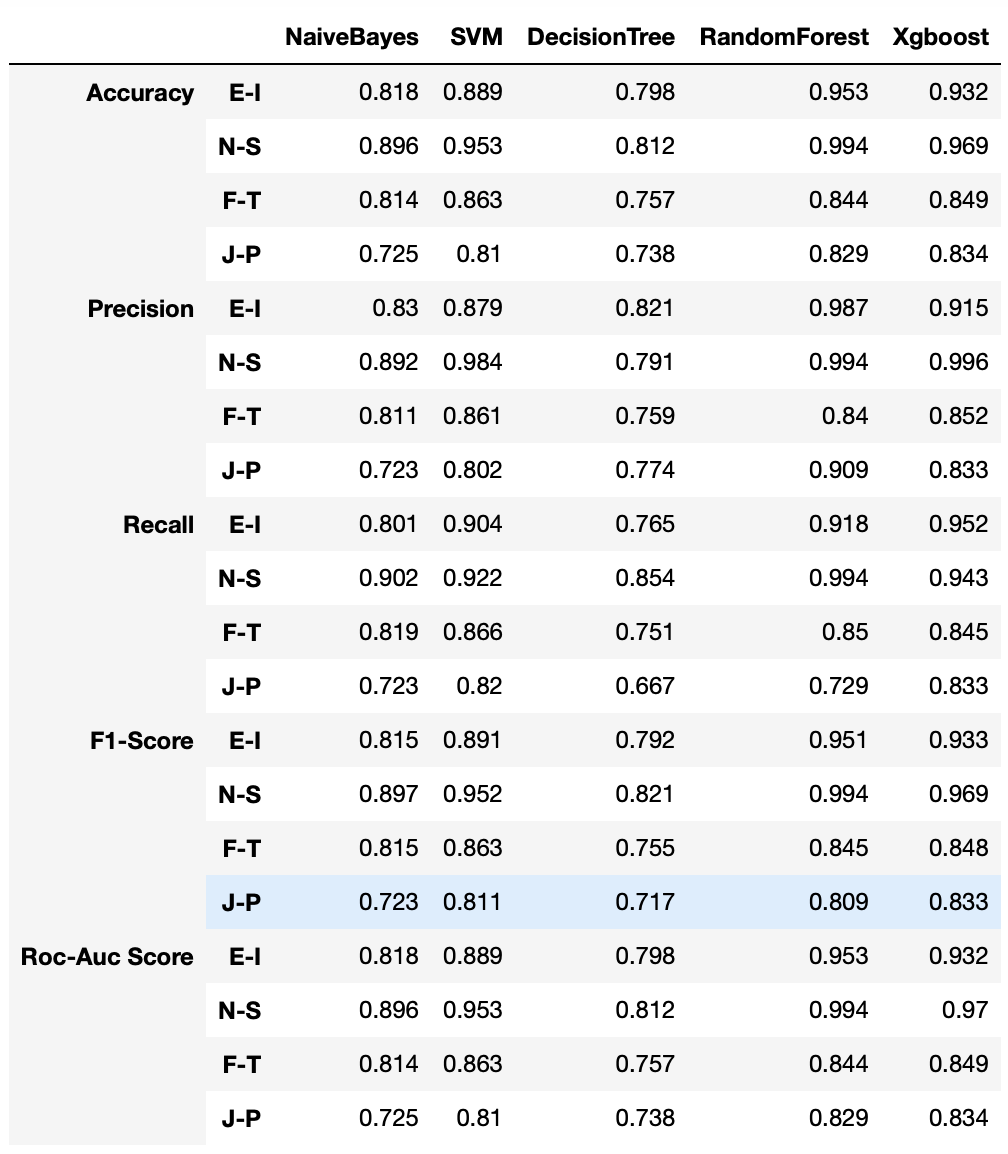 NaiveBayes SVM DecisionTree RandomForest Xgboost
Accuracy E-I 0.818 0.889 0.798 0.953 0.932
N-S 0.896 0.953 0.812 0.994 0.969
F-T 0.814 0.863 0.757 0.844 0.849
J-P 0.725 0.81 0.738 0.829 0.834
Precision E-I 0.83 0.879 0.821 0.987 0.915
N-S 0.892 0.984 0.791 0.994 0.996
F-T 0.811 0.861 0.759 0.84 0.852
J-P 0.723 0.802 0.774 0.909 0.833
Recall E-I 0.801 0.904 0.765 0.918 0.952
N-S 0.902 0.922 0.854 0.994 0.943
F-T 0.819 0.866 0.751 0.85 0.845
J-P 0.723 0.82 0.667 0.729 0.833
F1-Score E-I 0.815 0.891 0.792 0.951 0.933
N-S 0.897 0.952 0.821 0.994 0.969
F-T 0.815 0.863 0.755 0.845 0.848
J-P 0.723 0.811 0.717 0.809 0.833
Roc-Auc Score E-I 0.818 0.889 0.798 0.953 0.932
N-S 0.896 0.953 0.812 0.994 0.97
F-T 0.814 0.863 0.757 0.844 0.849
J-P 0.725 0.81 0.738 0.829 0.834